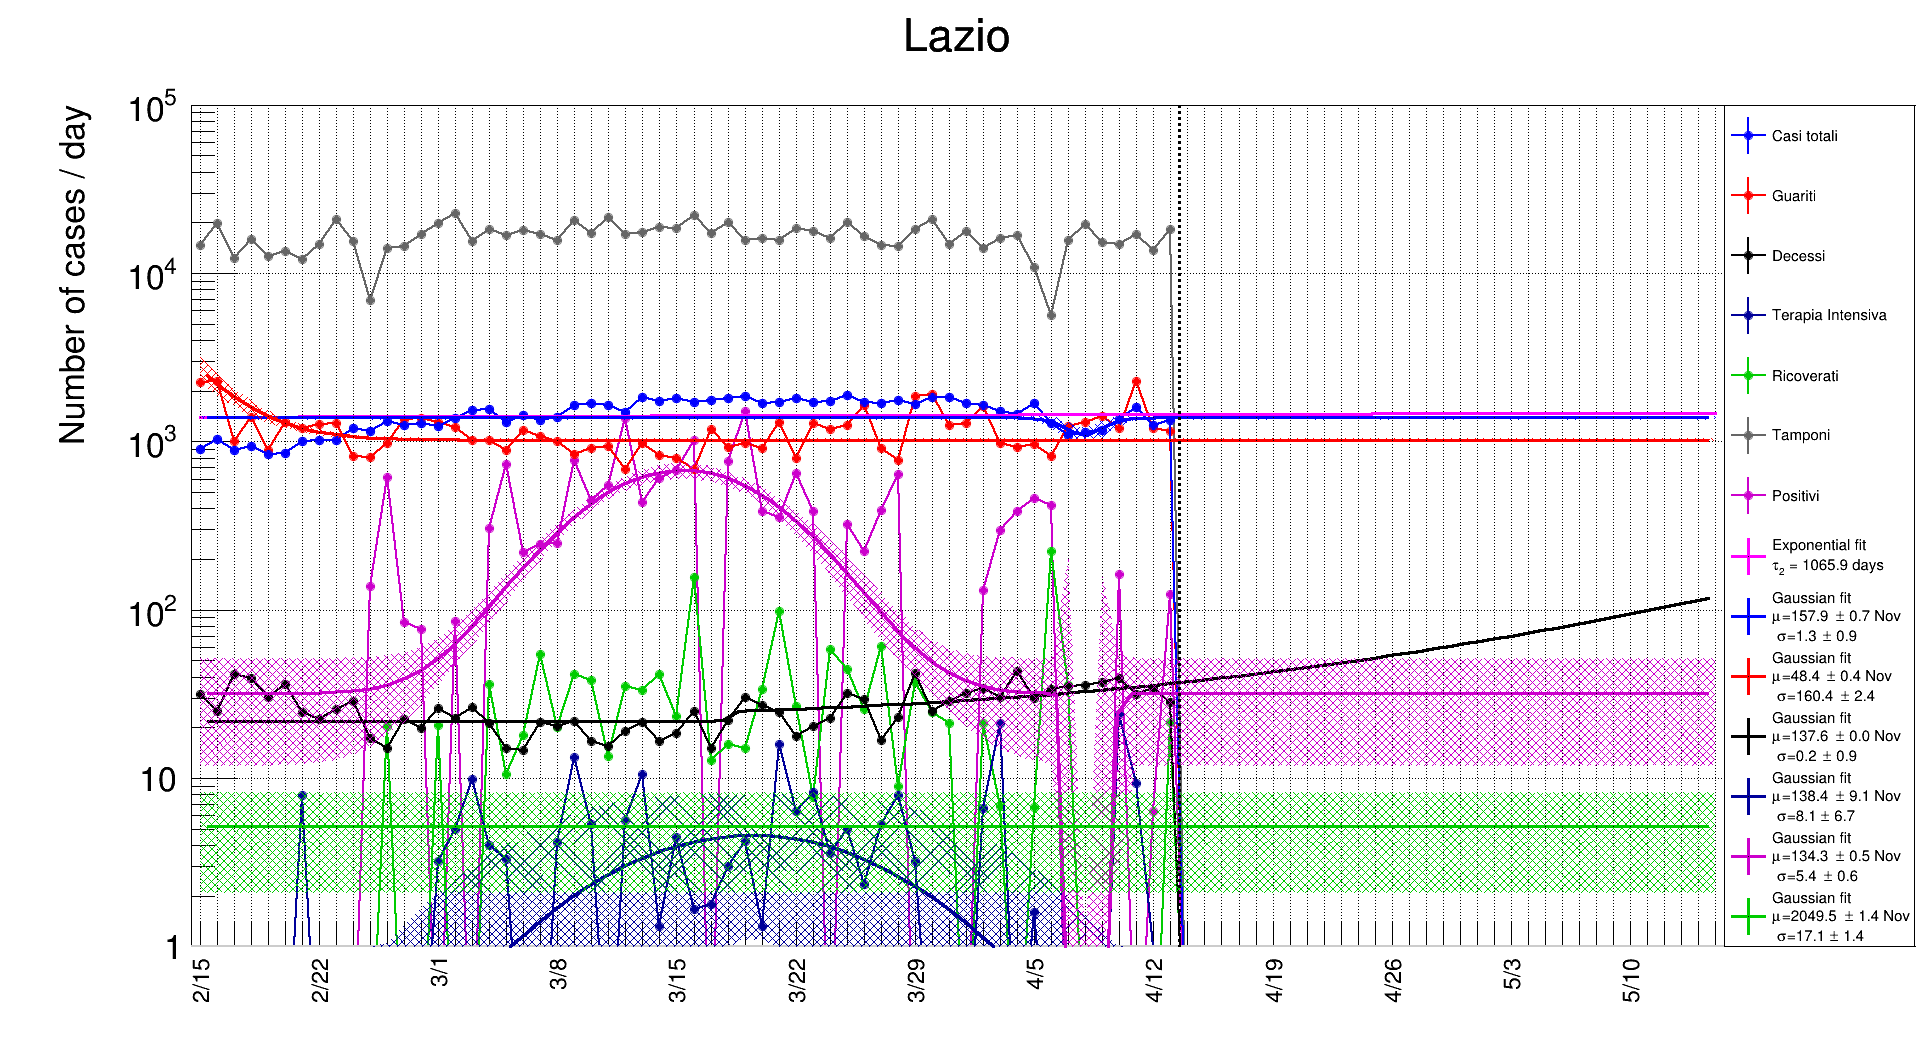 Lazio
Number of cases / day
10^5
10^4
10^3
10^2
10
1
2/15
2/22
3/1
3/8
3/15
3/22
3/29
4/5
4/12
4/19
4/26
5/3
5/10
Casi totali
Guariti
Decessi
Terapia Intensiva
Ricoverati
Tamponi
Positivi
Exponential fit
τ₂ = 1065.9 days
Gaussian fit
μ=157.9 ± 0.7 Nov
σ=1.3 ± 0.9
Gaussian fit
μ=48.4 ± 0.4 Nov
σ=160.4 ± 2.4
Gaussian fit
μ=137.6 ± 0.0 Nov
σ=0.2 ± 0.9
Gaussian fit
μ=138.4 ± 9.1 Nov
σ=8.1 ± 6.7
Gaussian fit
μ=134.3 ± 0.5 Nov
σ=5.4 ± 0.6
Gaussian fit
μ=2049.5 ± 1.4 Nov
σ=17.1 ± 1.4